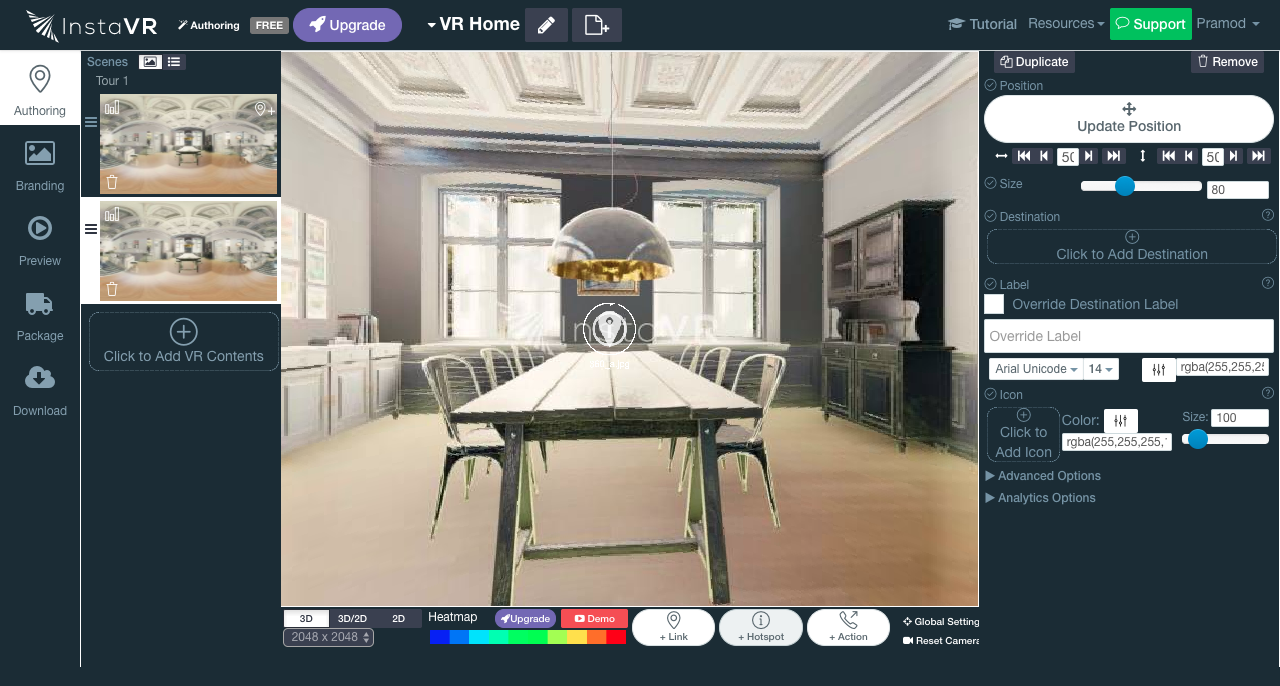 InstaVR
Authoring
FREE
Upgrade
VR Home
Tutorial
Resources
Support
Pramod
Authoring
Branding
Preview
Package
Download
Scenes
Tour 1
Click to Add VR Contents
InstaVR
3D
3D/2D
2D
2048 x 2048
Heatmap
Upgrade
Demo
+ Link
+ Hotspot
+ Action
Global Setting
Reset Camera
Duplicate
Remove
Position
Update Position
50
50
Size
80
Destination
Click to Add Destination
Label
Override Destination Label
Override Label
Arial Unicode
14
rgba(255,255,25
Icon
Click to
Add Icon
Color:
rgba(255,255,255,
Size:
100
Advanced Options
Analytics Options